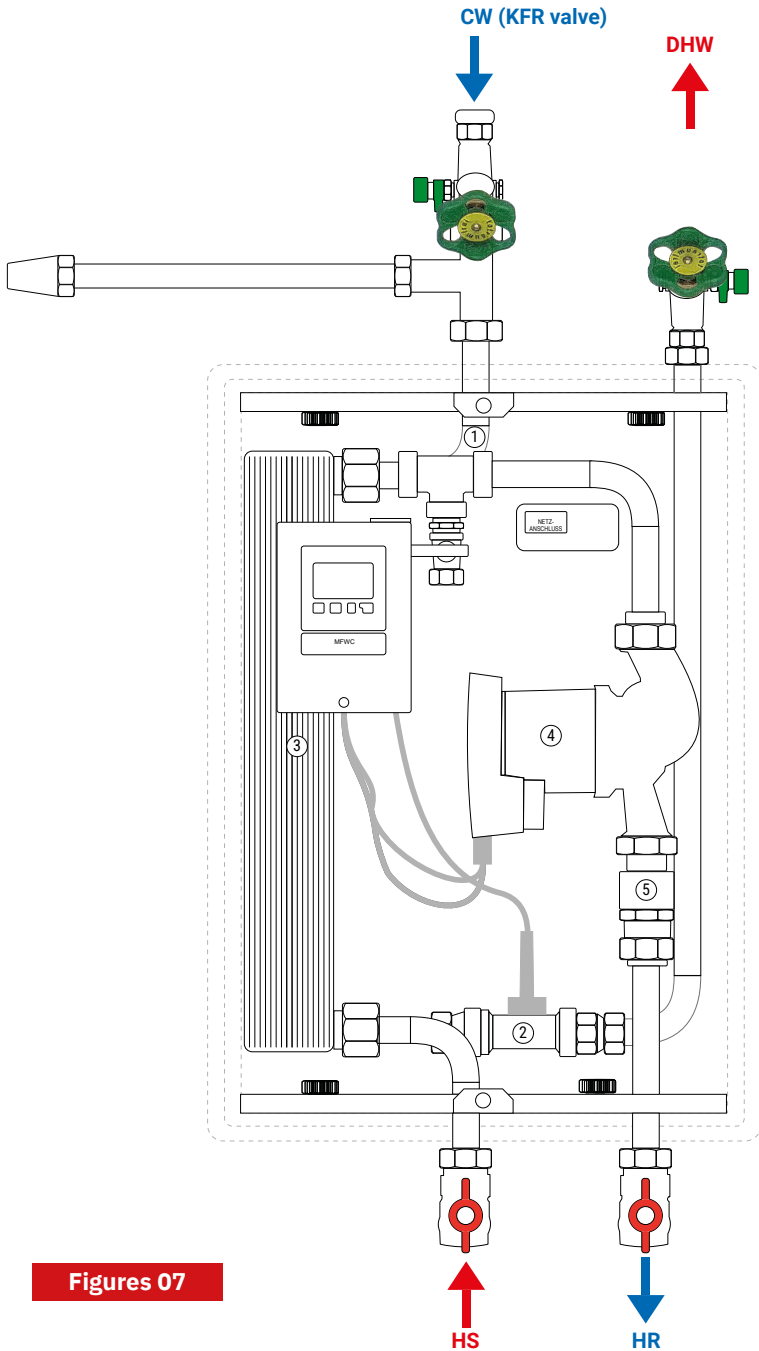 CW (KFR valve)
DHW
1
NETZ-
ANSCHLUSS
MFWC
3
4
5
2
Figures 07
HS
HR